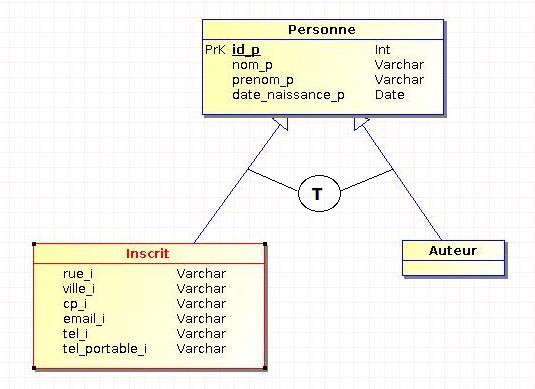 Personne
PrK id_p Int
nom_p Varchar
prenom_p Varchar
date_naissance_p Date
T
Inscrit
rue_i Varchar
ville_i Varchar
cp_i Varchar
email_i Varchar
tel_i Varchar
tel_portable_i Varchar
Auteur